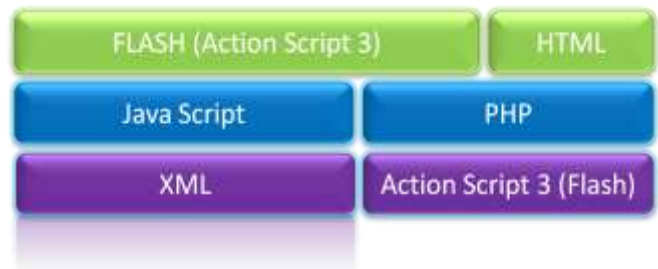 FLASH (Action Script 3) HTML
Java Script PHP
XML Action Script 3 (Flash)